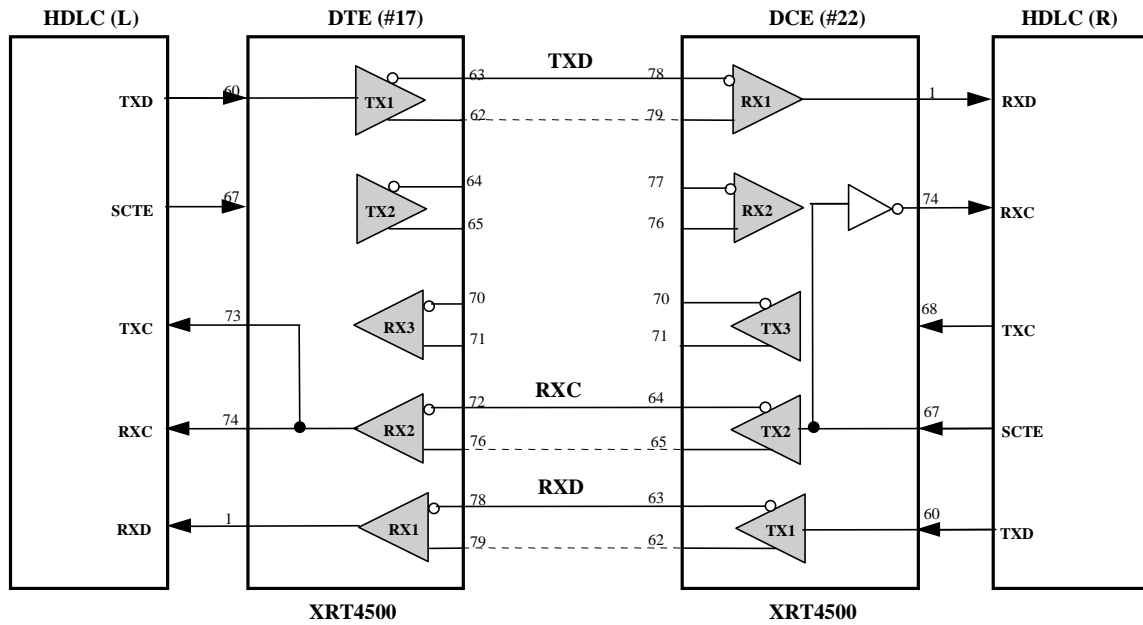 HDLC (L) DTE (#17) DCE (#22) HDLC (R)
TXD 60 TX1 63 TXD 78 RX1 1 RXD
62 79
SCTE 67 TX2 64 77 RX2 74 RXC
65 76
TXC 73 RX3 70 70 TX3 68 TXC
71 71
RXC 74 RX2 72 RXC 64 TX2 67 SCTE
76 65
RXD 1 RX1 78 RXD 63 TX1 60 TXD
79 62
XRT4500 XRT4500